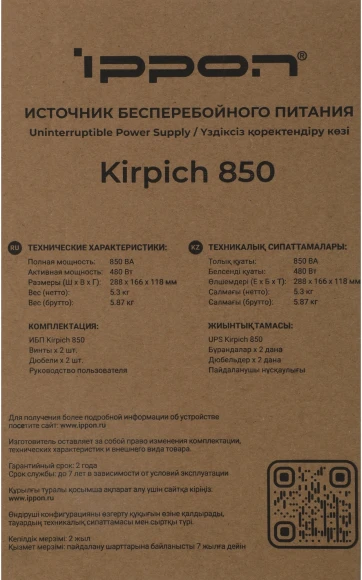 ippon®
ИСТОЧНИК БЕСПЕРЕБОЙНОГО ПИТАНИЯ
Uninterruptible Power Supply / Үздіксіз қоректендіру көзі
Kirpich 850
RU ТЕХНИЧЕСКИЕ ХАРАКТЕРИСТИКИ:
Полная мощность: 850 ВА
Активная мощность: 480 Вт
Размеры (Ш х В х Г): 288 х 166 х 118 мм
Вес (нетто): 5.3 кг
Вес (брутто): 5.87 кг
КОМПЛЕКТАЦИЯ:
ИБП Kirpich 850
Винты х 2 шт.
Дюбели х 2 шт.
Руководство пользователя
KZ ТЕХНИКАЛЫҚ СИПАТТАМАЛАРЫ:
Толық қуаты: 850 ВА
Белсенді қуаты: 480 Вт
Өлшемдері (Е х Б х Т): 288 х 166 х 118 мм
Салмағы (нетто): 5.3 кг
Салмағы (брутто): 5.87 кг
ЖИЫНТЫҚТАМАСЫ:
UPS Kirpich 850
Бұрандалар х 2 дана
Дюбельдер х 2 дана
Пайдаланушы нұсқаулығы
Для получения более подробной информации об устройстве
посетите сайт: www.ippon.ru
Изготовитель оставляет за собой право изменения комплектации,
технических характеристик и внешнего вида товара.
Гарантийный срок: 2 года
Срок службы: до 7 лет в зависимости от условий эксплуатации
Құрылғы туралы қосымша ақпарат алу үшін сайтқа кіріңіз:
www.ippon.ru
Өндіруші конфигурацияны өзгерту құқығын өзіне қалдырады,
тауардың техникалық сипаттамасы мен сыртқы түрі.
Кепілдік мерзімі: 2 жыл
Қызмет мерзімі: пайдалану шарттарына байланысты 7 жылға дейін